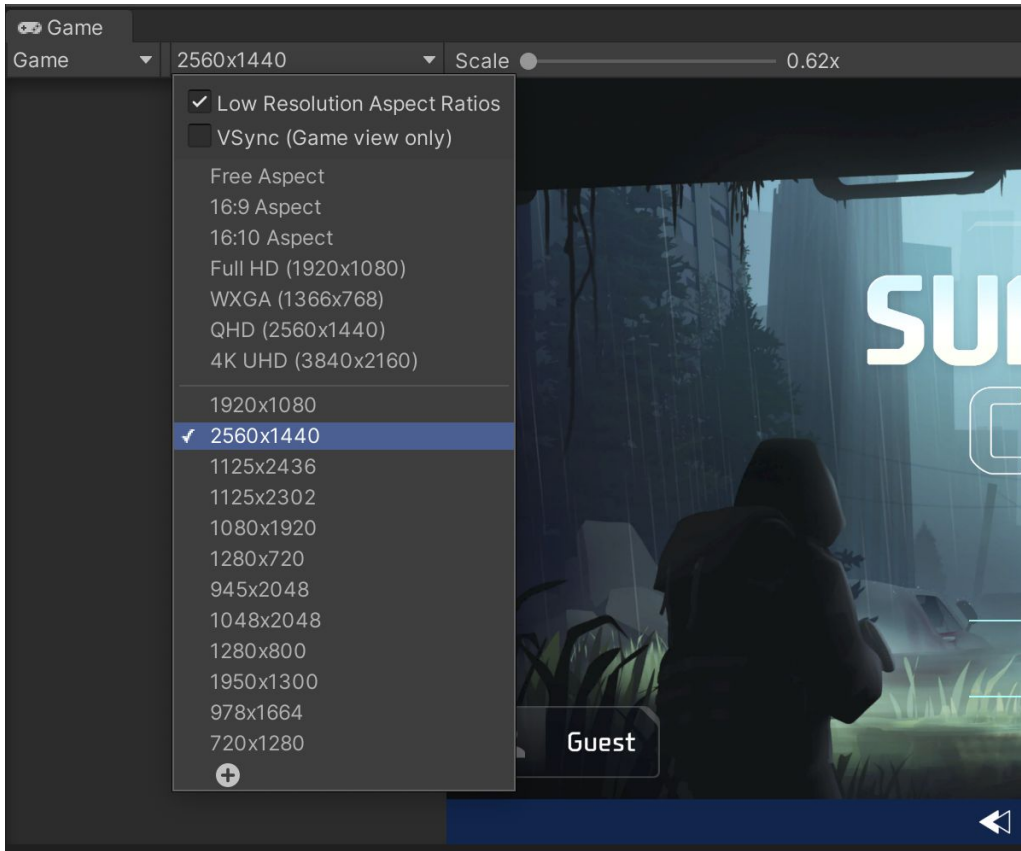 Game
Game 2560x1440 Scale 0.62x
Low Resolution Aspect Ratios
VSync (Game view only)
Free Aspect
16:9 Aspect
16:10 Aspect
Full HD (1920x1080)
WXGA (1366x768)
QHD (2560x1440)
4K UHD (3840x2160)
1920x1080
2560x1440
1125x2436
1125x2302
1080x1920
1280x720
945x2048
1048x2048
1280x800
1950x1300
978x1664
720x1280
Guest